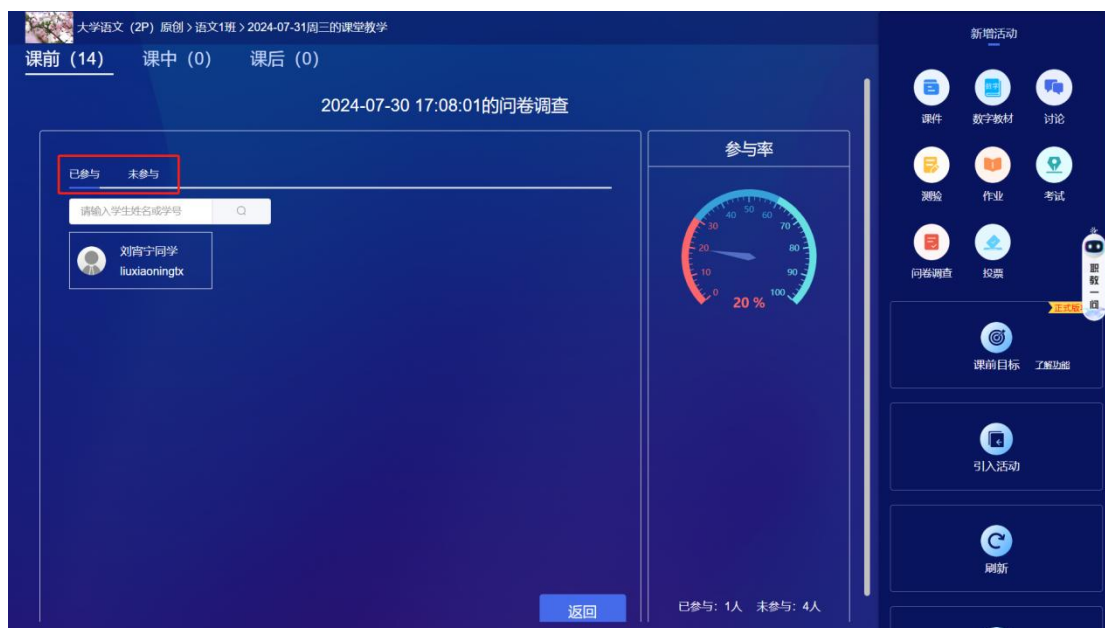 大学语文（2P）原创 > 语文1班 > 2024-07-31周三的课堂教学
课前（14） 课中（0） 课后（0）
2024-07-30 17:08:01的问卷调查
已参与 未参与
请输入学生姓名或学号
刘宵宁同学
liuxiaoningtx
参与率
0 10 20 30 40 50 60 70 80 90 100
20 %
已参与：1人 未参与：4人
返回
新增活动
课件 数字教材 讨论
测验 作业 考试
问卷调查 投票
职教一问
正式版
课前目标 了解功能
引入活动
刷新